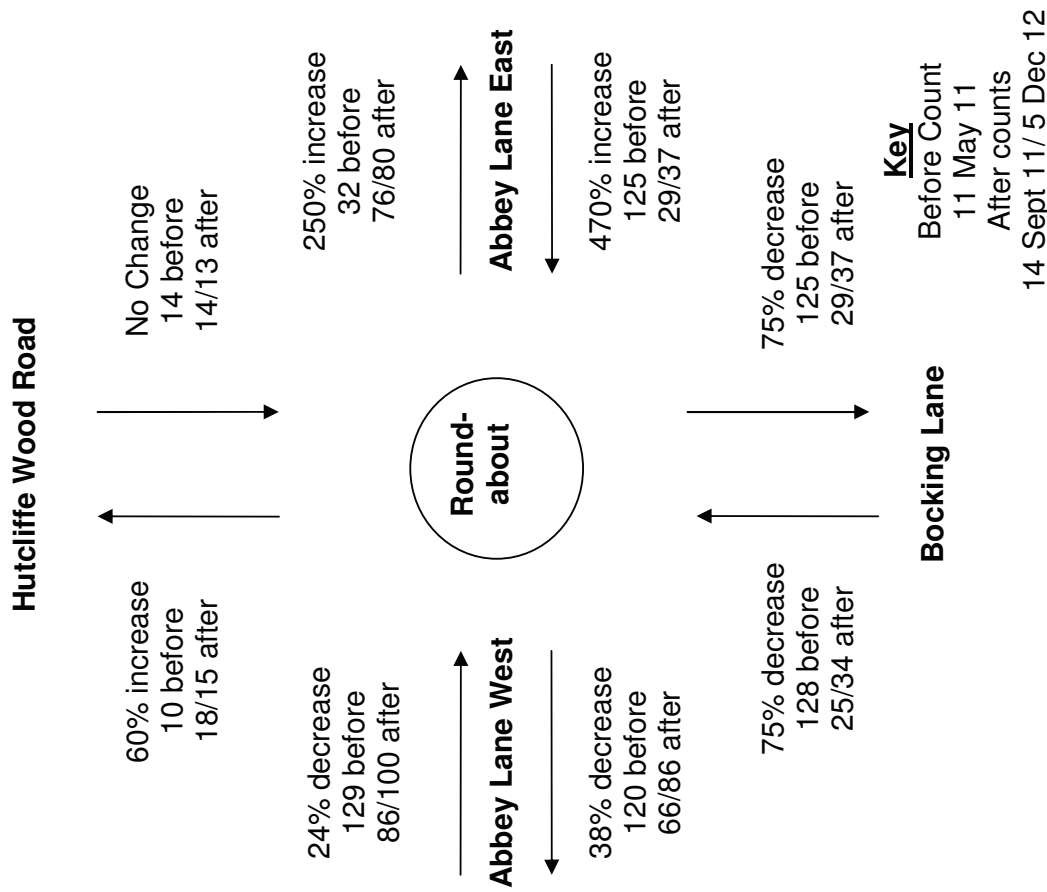 Hutcliffe Wood Road
60% increase
10 before
18/15 after
No Change
14 before
14/13 after
24% decrease
129 before
86/100 after
Abbey Lane West
38% decrease
120 before
66/86 after
Round-
about
250% increase
32 before
76/80 after
Abbey Lane East
470% increase
125 before
29/37 after
75% decrease
128 before
25/34 after
Bocking Lane
75% decrease
125 before
29/37 after
Key
Before Count
11 May 11
After counts
14 Sept 11/ 5 Dec 12